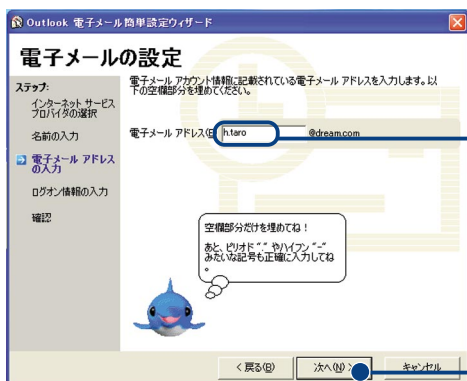 Outlook 電子メール簡単設定ウィザード
電子メールの設定
ステップ:
インターネット サービス
プロバイダの選択
名前の入力
電子メール アドレス
の入力
ログオン情報の入力
確認
電子メール アカウント情報に記載されている電子メール アドレスを入力します。以
下の空欄部分を埋めてください。
電子メール アドレス(E
h.taro
@dream.com
空欄部分だけを埋めてね！
あと、ピリオド "." やハイフン "-"
みたいな記号も正確に入力してね
。
< 戻る(B)
次へ(N) >
キャンセル